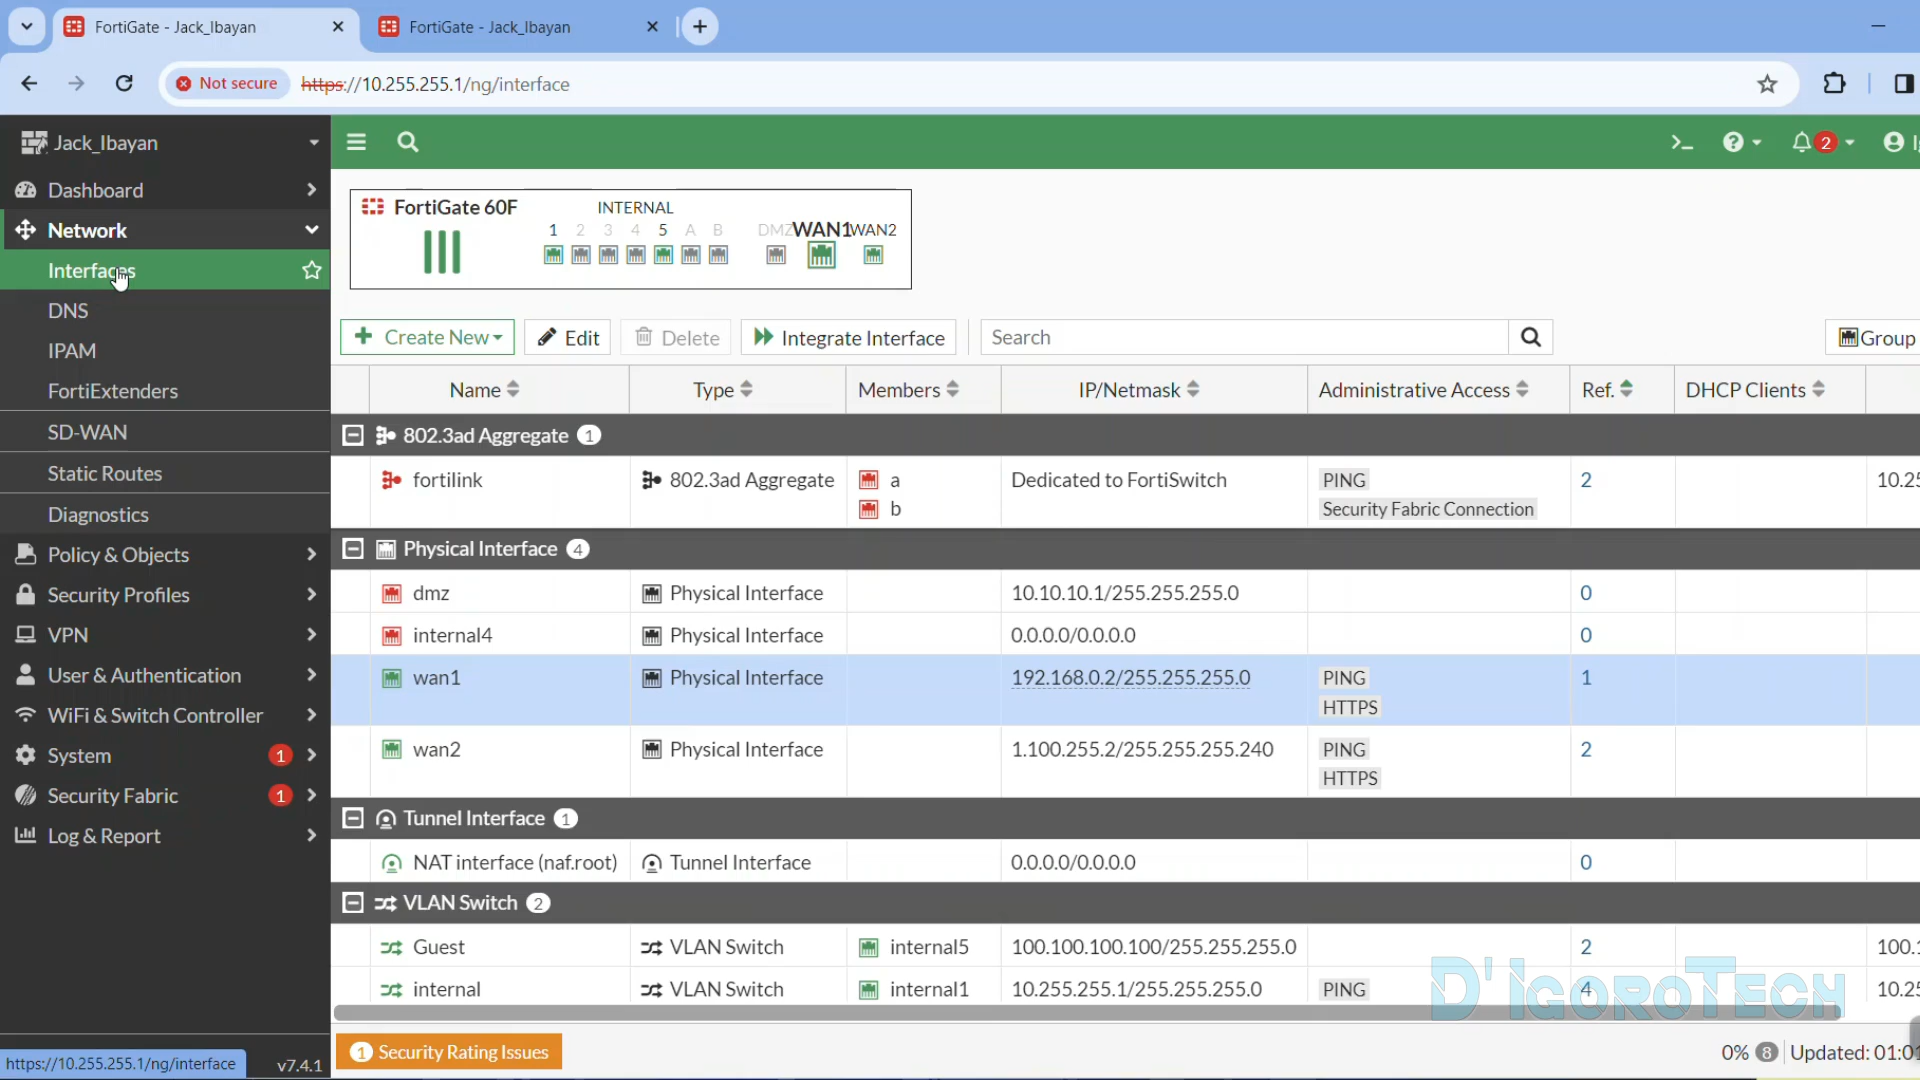 FortiGate - Jack_Ibayan
FortiGate - Jack_Ibayan
Not secure
https://10.255.255.1/ng/interface
Jack_Ibayan
2
Dashboard
Network
Interfaces
DNS
IPAM
FortiExtenders
SD-WAN
Static Routes
Diagnostics
Policy & Objects
Security Profiles
VPN
User & Authentication
WiFi & Switch Controller
System 1
Security Fabric 1
Log & Report
https://10.255.255.1/ng/interface
v7.4.1
FortiGate 60F
INTERNAL
1 2 3 4 5 A B DMZ WAN1 WAN2
Create New
Edit
Delete
Integrate Interface
Search
Group
Name Type Members IP/Netmask Administrative Access Ref. DHCP Clients
802.3ad Aggregate 1
fortilink 802.3ad Aggregate a Dedicated to FortiSwitch PING 2 10.25
b Security Fabric Connection
Physical Interface 4
dmz Physical Interface 10.10.10.1/255.255.255.0 0
internal4 Physical Interface 0.0.0.0/0.0.0.0 0
wan1 Physical Interface 192.168.0.2/255.255.255.0 PING 1
HTTPS
wan2 Physical Interface 1.100.255.2/255.255.255.240 PING 2
HTTPS
Tunnel Interface 1
NAT interface (naf.root) Tunnel Interface 0.0.0.0/0.0.0.0 0
VLAN Switch 2
Guest VLAN Switch internal5 100.100.100.100/255.255.255.0 2 100.1
internal VLAN Switch internal1 10.255.255.1/255.255.255.0 PING 4 10.25
D'IGOROTECH
1 Security Rating Issues
0% 8 Updated: 01:01